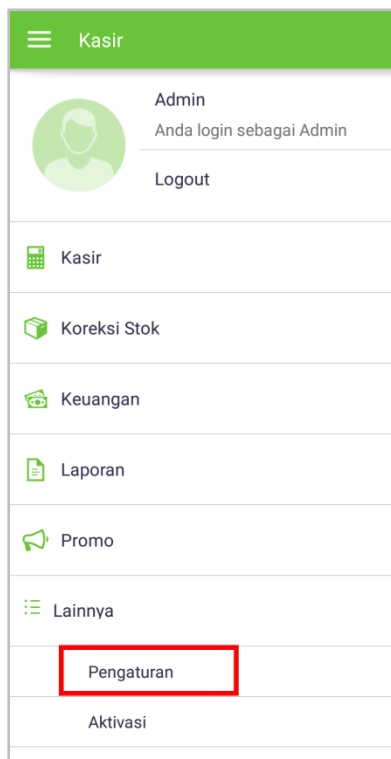 Kasir
Admin
Anda login sebagai Admin
Logout
Kasir
Koreksi Stok
Keuangan
Laporan
Promo
Lainnya
Pengaturan
Aktivasi